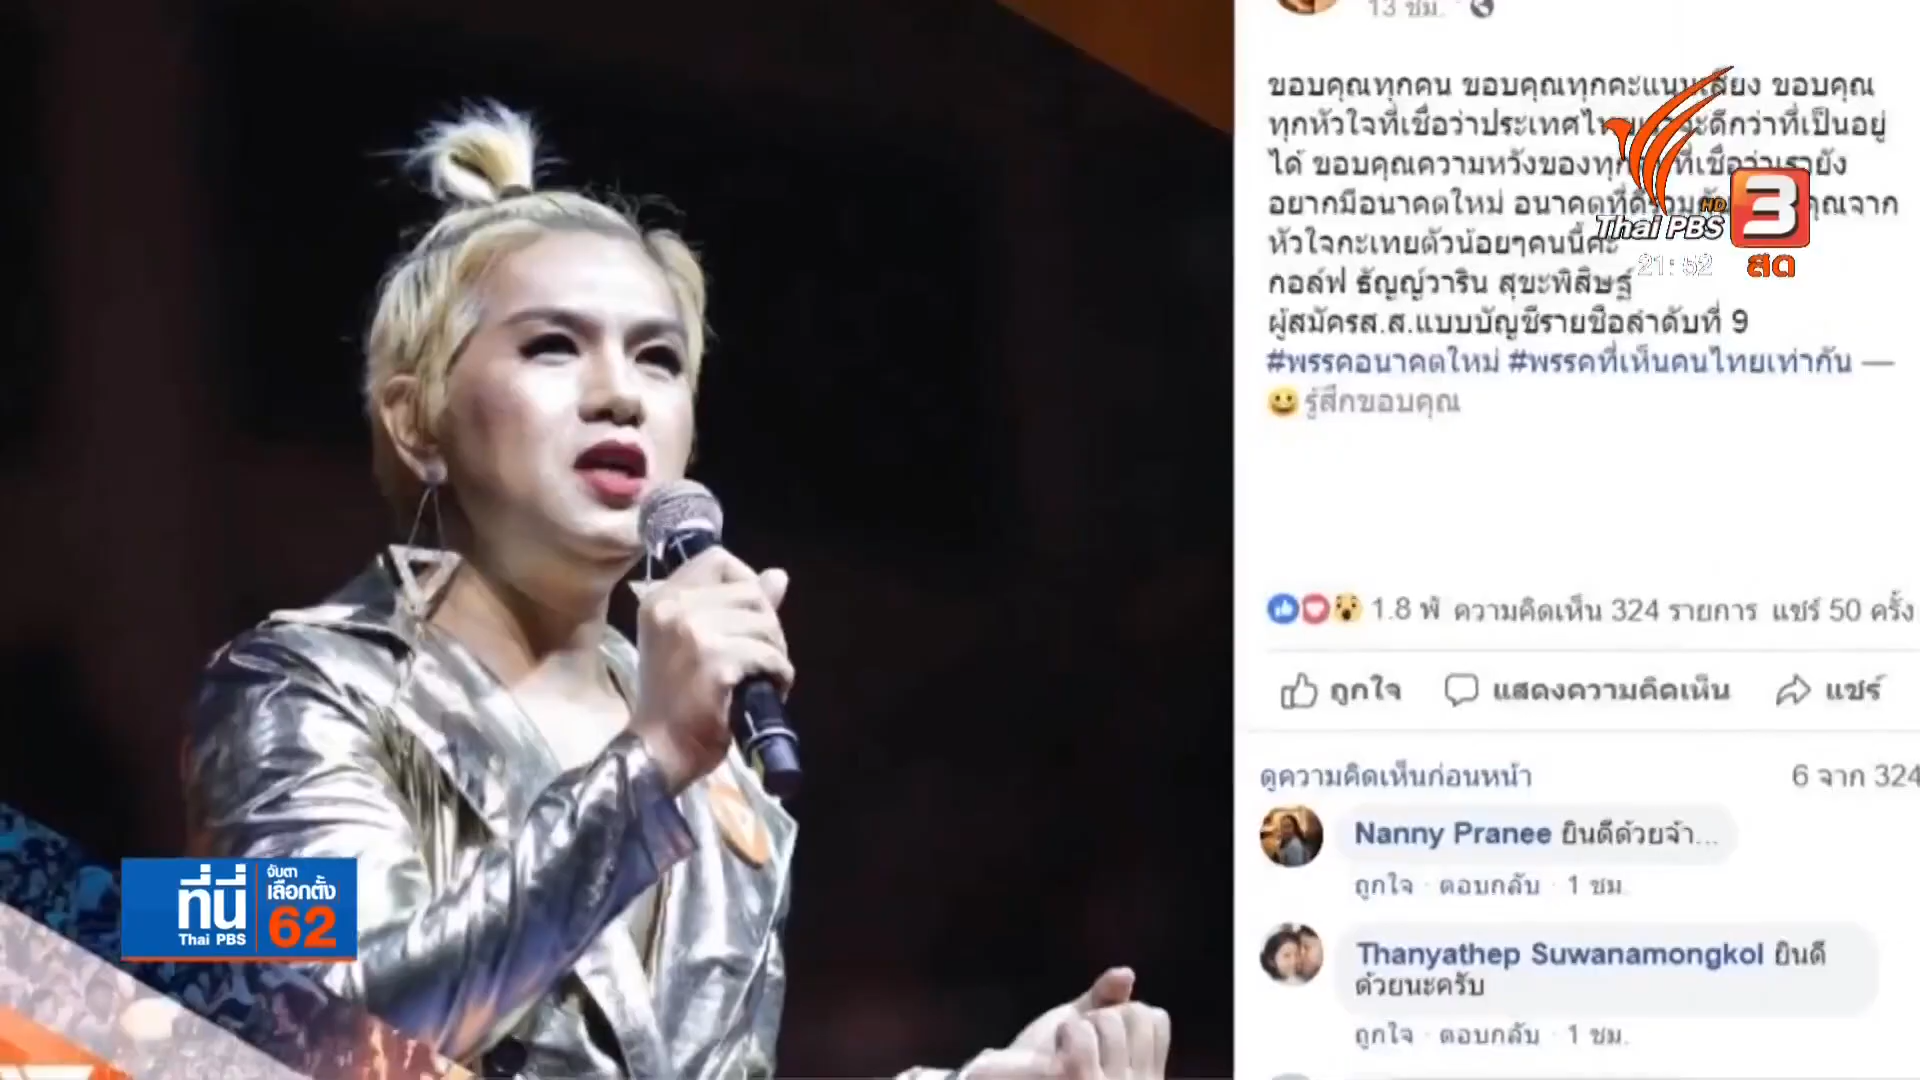 13 ชม.
ขอบคุณทุกคน ขอบคุณทุกคะแนนเสียง ขอบคุณ
ทุกหัวใจที่เชื่อว่าประเทศไทยเราจะดีกว่าที่เป็นอยู่
ได้ ขอบคุณความหวังของทุกคนที่เชื่อว่าเรายัง
อยากมีอนาคตใหม่ อนาคตที่ดีร่วมกัน คุณจาก
หัวใจกะเทยตัวน้อยๆคนนี้ค่ะ
กอล์ฟ ธัญญ์วาริน สุขะพิสิษฐ์
ผู้สมัครส.ส.แบบบัญชีรายชื่อลำดับที่ 9
#พรรคอนาคตใหม่ #พรรคที่เห็นคนไทยเท่ากัน —
รู้สึกขอบคุณ
Thai PBS HD 3
21:52 สด
1.8 พั ความคิดเห็น 324 รายการ แชร์ 50 ครั้ง
ถูกใจ แสดงความคิดเห็น แชร์
ดูความคิดเห็นก่อนหน้า 6 จาก 324
Nanny Pranee ยินดีด้วยจ้า...
ถูกใจ · ตอบกลับ · 1 ชม.
Thanyathep Suwanamongkol ยินดี
ด้วยนะครับ
ถูกใจ · ตอบกลับ · 1 ชม.
ที่นี่
Thai PBS
จับตา
เลือกตั้ง
62